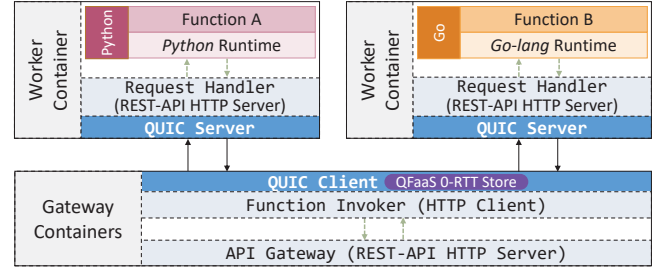 Worker
Container
Python
Function A
Python Runtime
Request Handler
(REST-API HTTP Server)
QUIC Server
Worker
Container
Go
Function B
Go-lang Runtime
Request Handler
(REST-API HTTP Server)
QUIC Server
Gateway
Containers
QUIC Client QFaaS 0-RTT Store
Function Invoker (HTTP Client)
API Gateway (REST-API HTTP Server)